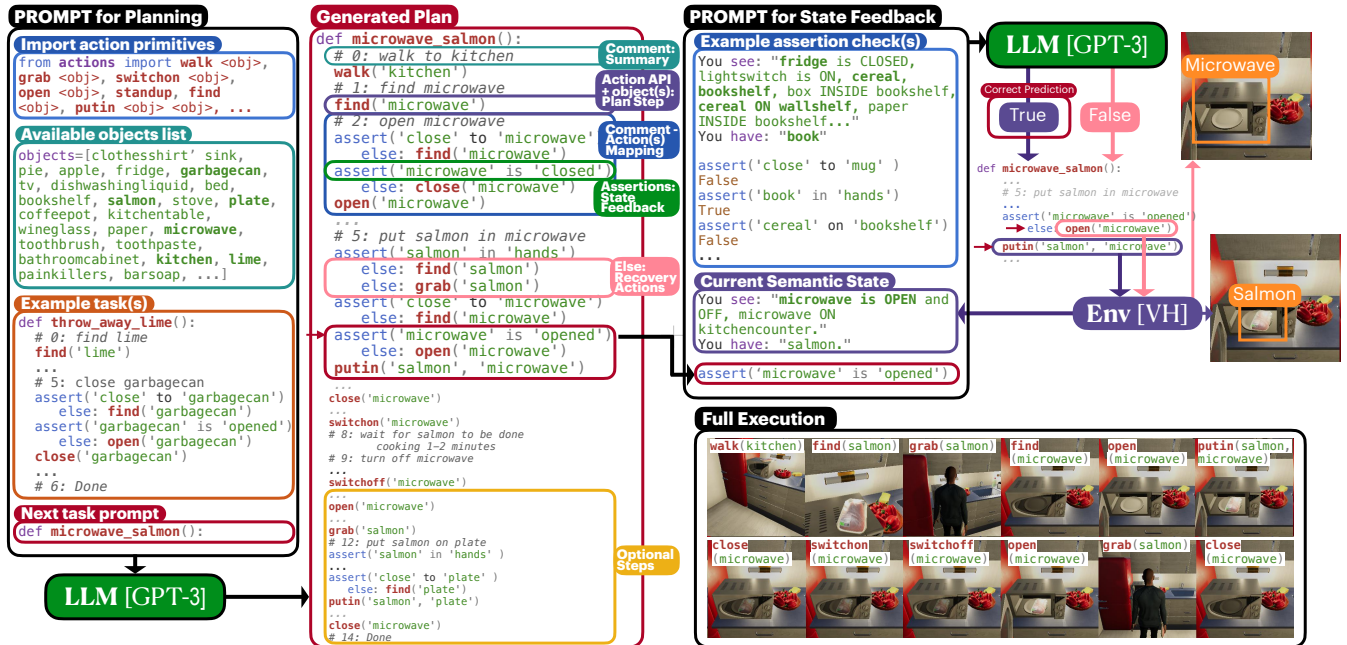 PROMPT for Planning
Import action primitives
from actions import walk <obj>,
grab <obj>, switchon <obj>,
open <obj>, standup, find
<obj>, putin <obj> <obj>, ...
Available objects list
objects=[clothesshirt’ sink,
pie, apple, fridge, garbagecan,
tv, dishwashingliquid, bed,
bookshelf, salmon, stove, plate,
coffeepot, kitchentable,
wineglass, paper, microwave,
toothbrush, toothpaste,
bathroomcabinet, kitchen, lime,
painkillers, barsoap, ...]
Example task(s)
def throw_away_lime():
# 0: find lime
find('lime')
...
# 5: close garbagecan
assert('close' to 'garbagecan')
else: find('garbagecan')
assert('garbagecan' is 'opened')
else: open('garbagecan')
close('garbagecan')
...
# 6: Done
Next task prompt
def microwave_salmon():
LLM [GPT-3]
Generated Plan
def microwave_salmon():
# 0: walk to kitchen
walk('kitchen')
# 1: find microwave
find('microwave')
# 2: open microwave
assert('close' to 'microwave'
else: find('microwave')
assert('microwave' is 'closed')
else: close('microwave')
open('microwave')
...
# 5: put salmon in microwave
assert('salmon' in 'hands')
else: find('salmon')
else: grab('salmon')
assert('close' to 'microwave'
else: find('microwave')
assert('microwave' is 'opened')
else: open('microwave')
putin('salmon', 'microwave')
...
close('microwave')
...
switchon('microwave')
# 8: wait for salmon to be done
cooking 1-2 minutes
# 9: turn off microwave
...
switchoff('microwave')
...
open('microwave')
...
grab('salmon')
# 12: put salmon on plate
assert('salmon' in 'hands' )
...
assert('close' to 'plate' )
else: find('plate')
putin('salmon', 'plate')
...
close('microwave')
# 14: Done
Comment:
Summary
Action API
+ object(s):
Plan Step
Comment -
Action(s)
Mapping
Assertions:
State
Feedback
Else:
Recovery
Actions
Optional
Steps
PROMPT for State Feedback
Example assertion check(s)
You see: "fridge is CLOSED,
lightswitch is ON, cereal,
bookshelf, box INSIDE bookshelf,
cereal ON wallshelf, paper
INSIDE bookshelf..."
You have: "book"
assert('close' to 'mug' )
False
assert('book' in 'hands')
True
assert('cereal' on 'bookshelf')
False
...
Current Semantic State
You see: "microwave is OPEN and
OFF, microwave ON
kitchencounter."
You have: "salmon."
assert('microwave' is 'opened')
LLM [GPT-3]
Correct Prediction
True
False
def microwave_salmon():
...
# 5: put salmon in microwave
...
assert('microwave' is 'opened')
else: open('microwave')
putin('salmon', 'microwave')
...
Env [VH]
Microwave
Salmon
Full Execution
walk(kitchen)
find(salmon)
grab(salmon)
find
(microwave)
open
(microwave)
putin(salmon,
microwave)
close
(microwave)
switchon
(microwave)
switchoff
(microwave)
open
(microwave)
grab(salmon)
close
(microwave)